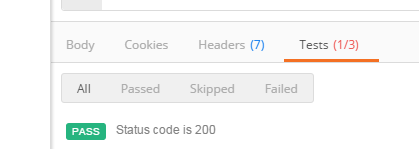 Body Cookies Headers (7) Tests (1/3)
All Passed Skipped Failed
PASS Status code is 200